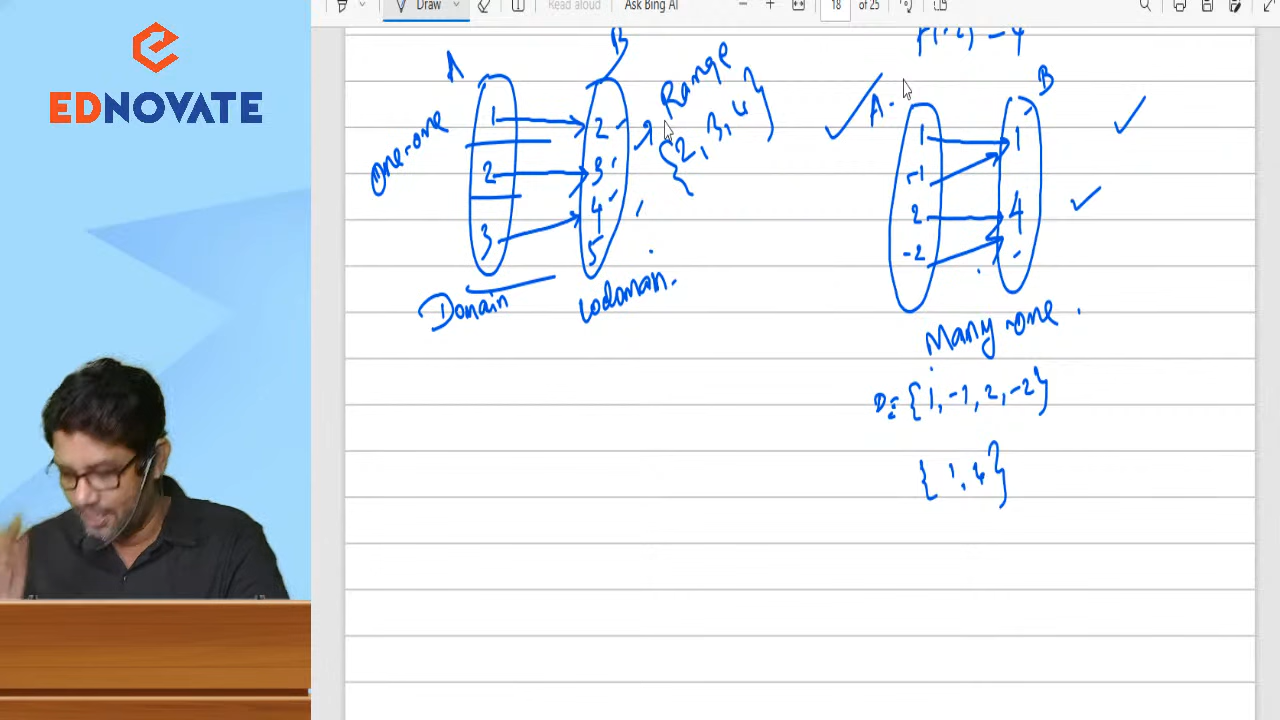 Draw
Read aloud
Ask Bing AI
18 of 25
EDNOVATE
A
B
one-one
1
2
3
2
3
4
5
Range
{2, 3, 4}
Domain
Codomain.
f(-2) = 4
A
B
1
-1
2
-2
1
4
Many-one.
D = {1, -1, 2, -2}
{1, 4}